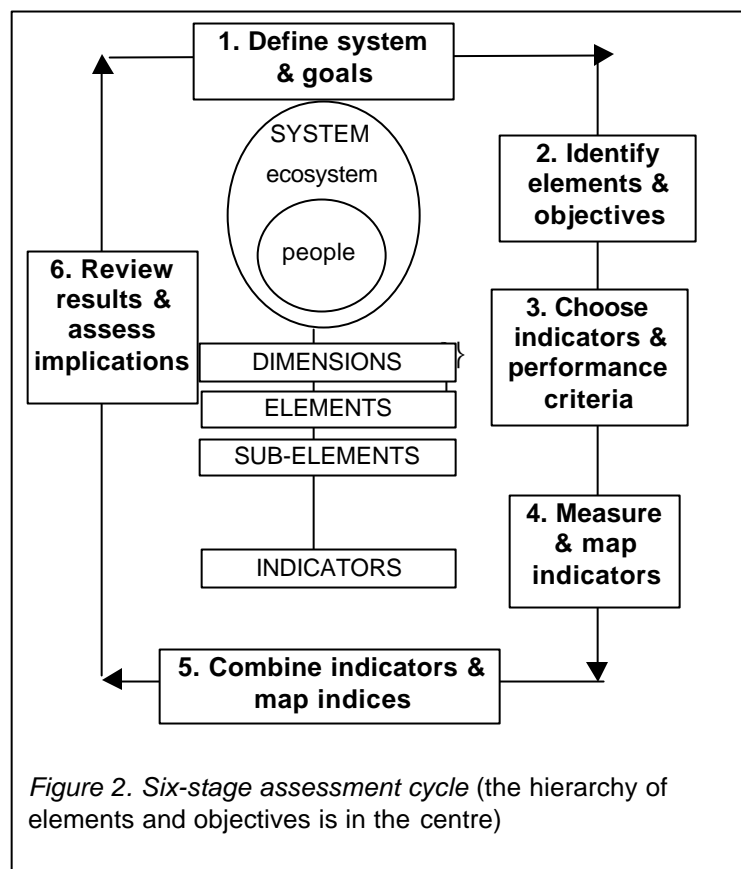 1. Define system
& goals
SYSTEM
ecosystem
people
2. Identify
elements &
objectives
3. Choose
indicators &
performance
criteria
4. Measure
& map
indicators
5. Combine indicators &
map indices
6. Review
results &
assess
implications
DIMENSIONS }
ELEMENTS
SUB-ELEMENTS
INDICATORS
Figure 2. Six-stage assessment cycle (the hierarchy of
elements and objectives is in the centre)